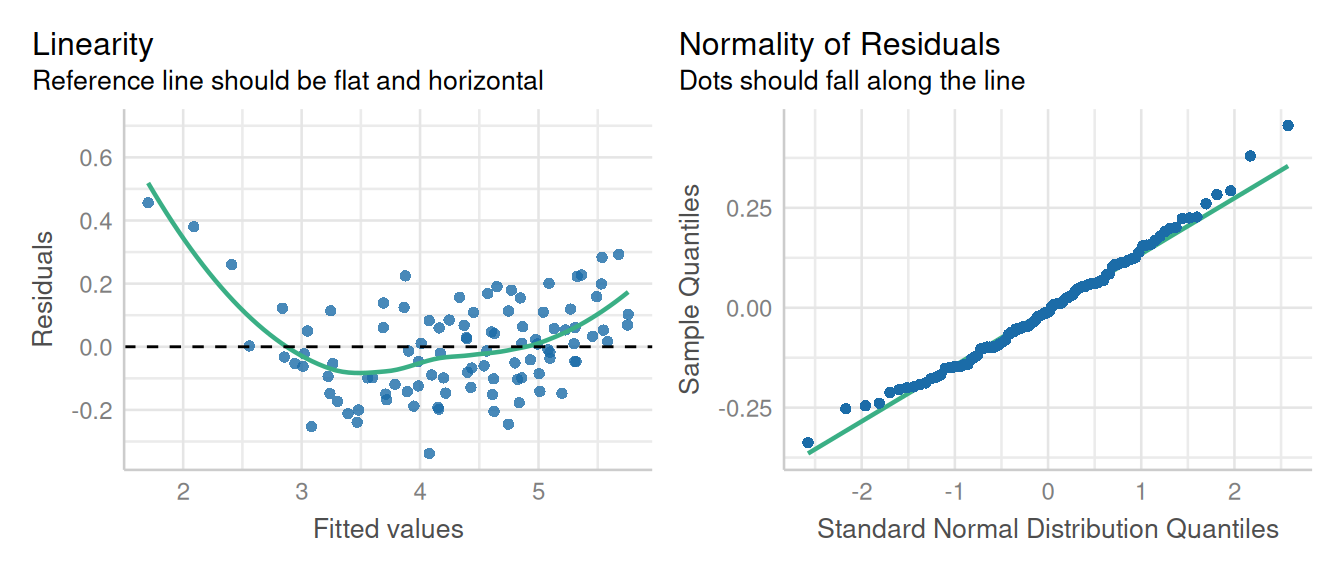 Linearity
Reference line should be flat and horizontal
Residuals
0.6
0.4
0.2
0.0
-0.2
2 3 4 5
Fitted values
Normality of Residuals
Dots should fall along the line
Sample Quantiles
0.25
0.00
-0.25
-2 -1 0 1 2
Standard Normal Distribution Quantiles